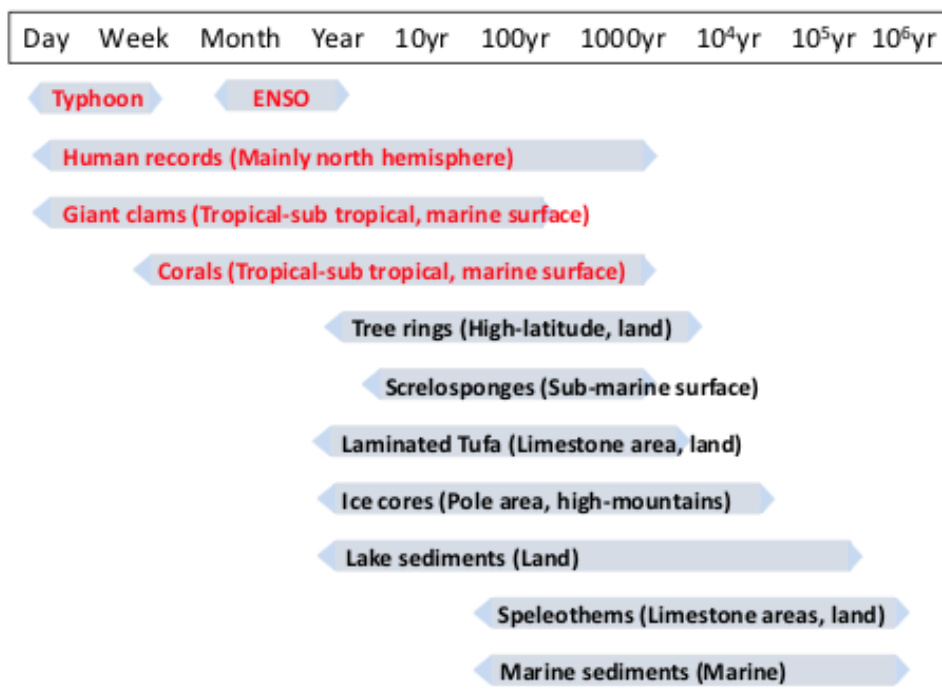 Day Week Month Year 10yr 100yr 1000yr 10⁴yr 10⁵yr 10⁶yr
Typhoon ENSO
Human records (Mainly north hemisphere)
Giant clams (Tropical-sub tropical, marine surface)
Corals (Tropical-sub tropical, marine surface)
Tree rings (High-latitude, land)
Screlosponges (Sub-marine surface)
Laminated Tufa (Limestone area, land)
Ice cores (Pole area, high-mountains)
Lake sediments (Land)
Speleothems (Limestone areas, land)
Marine sediments (Marine)